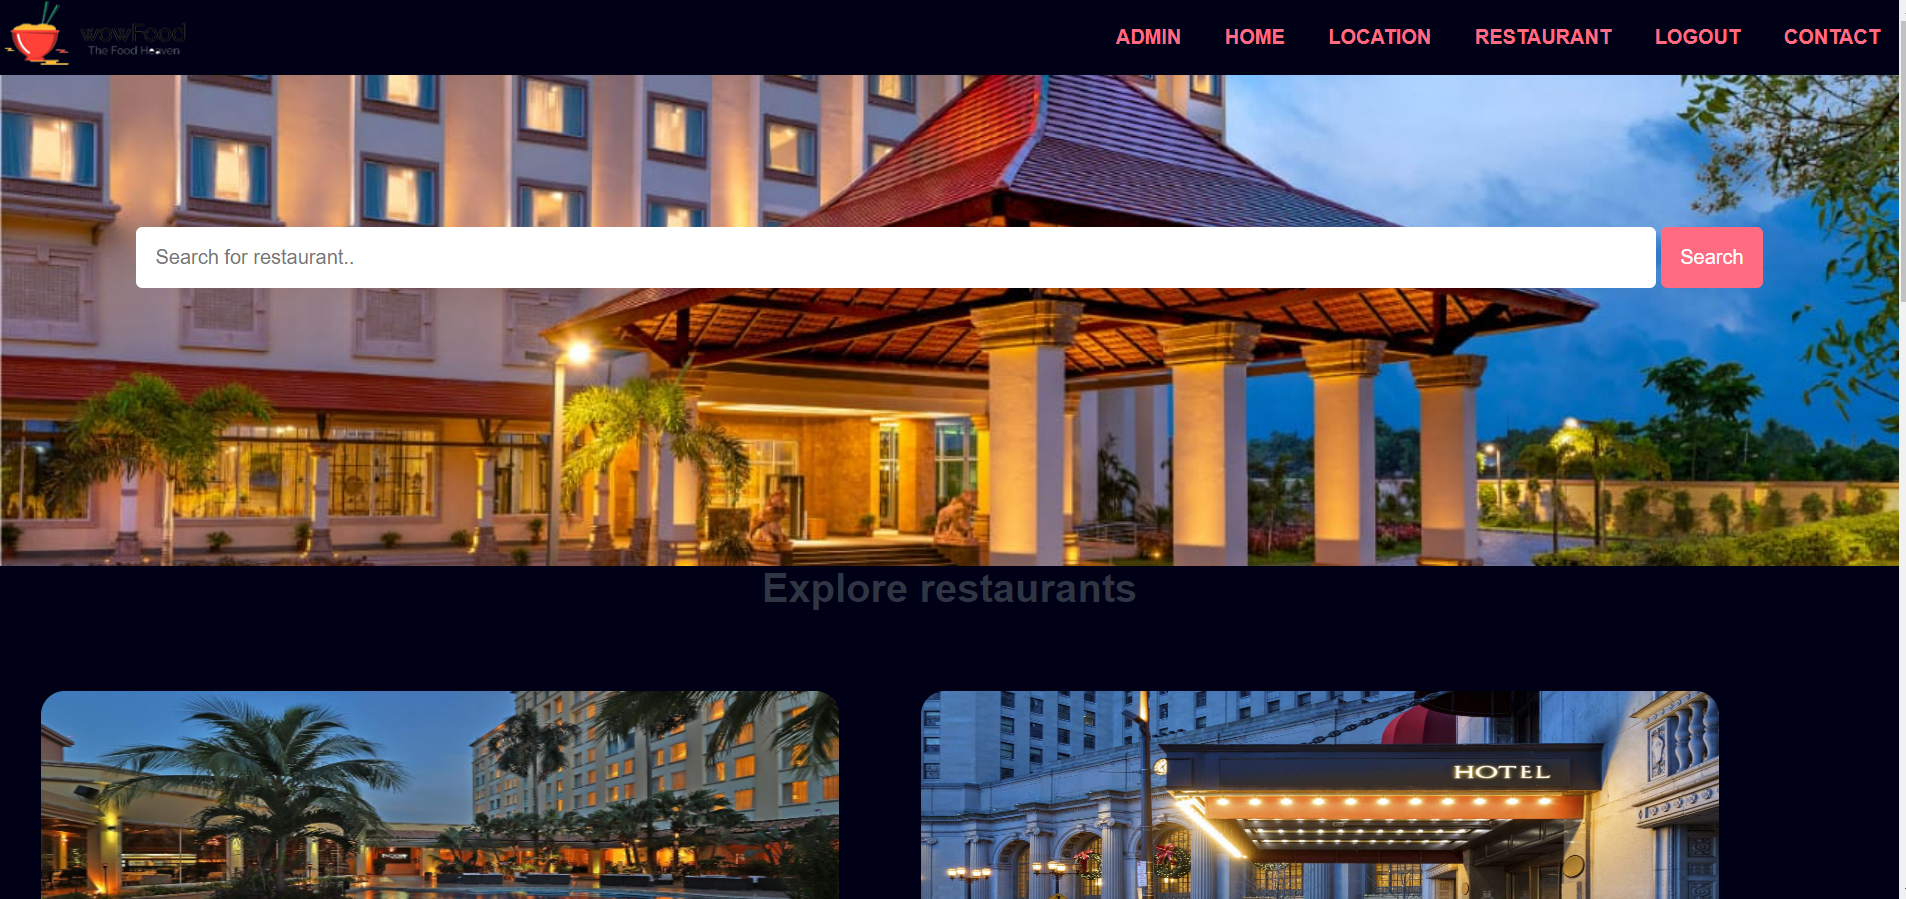 wowFood
The Food Heaven
ADMIN HOME LOCATION RESTAURANT LOGOUT CONTACT
Search for restaurant.. Search
Explore restaurants
HOTEL